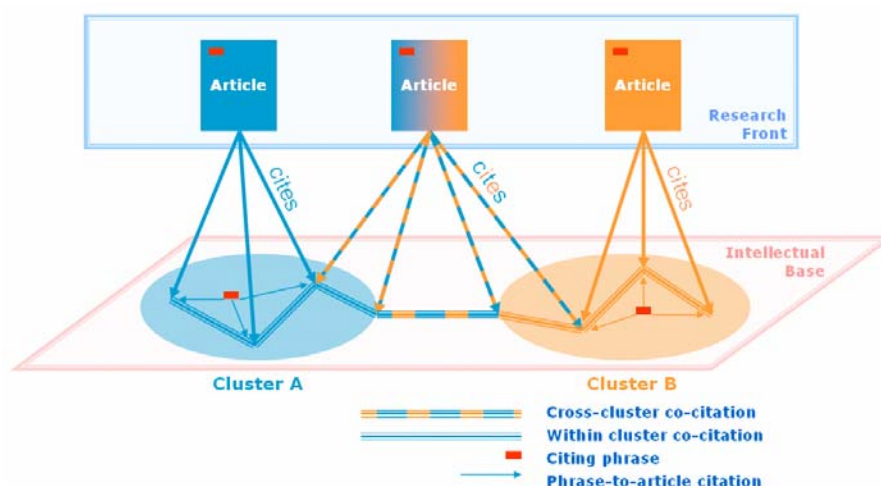 Article
Article
Article
Research
Front
cites
cites
cites
Intellectual
Base
Cluster A
Cluster B
Cross-cluster co-citation
Within cluster co-citation
Citing phrase
Phrase-to-article citation